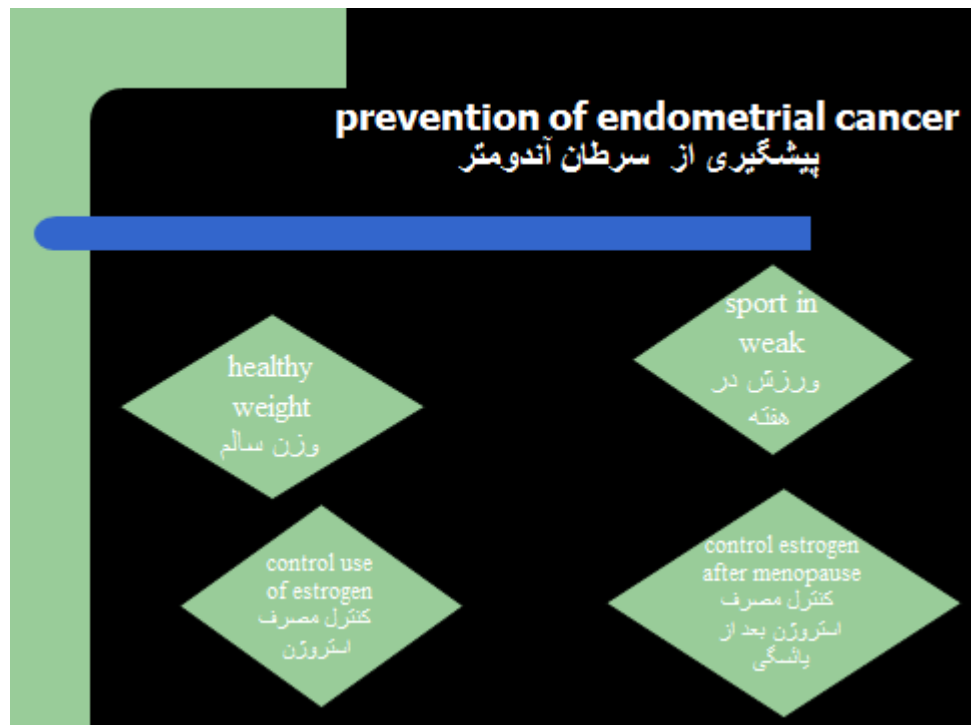 prevention of endometrial cancer
پیشگیری از سرطان آندومتر
healthy
weight
وزن سالم
sport in
weak
ورزش در
هفته
control use
of estrogen
کنترل مصرف
استروژن
control estrogen
after menopause
کنترل مصرف
استروژن بعد از
یائسگی